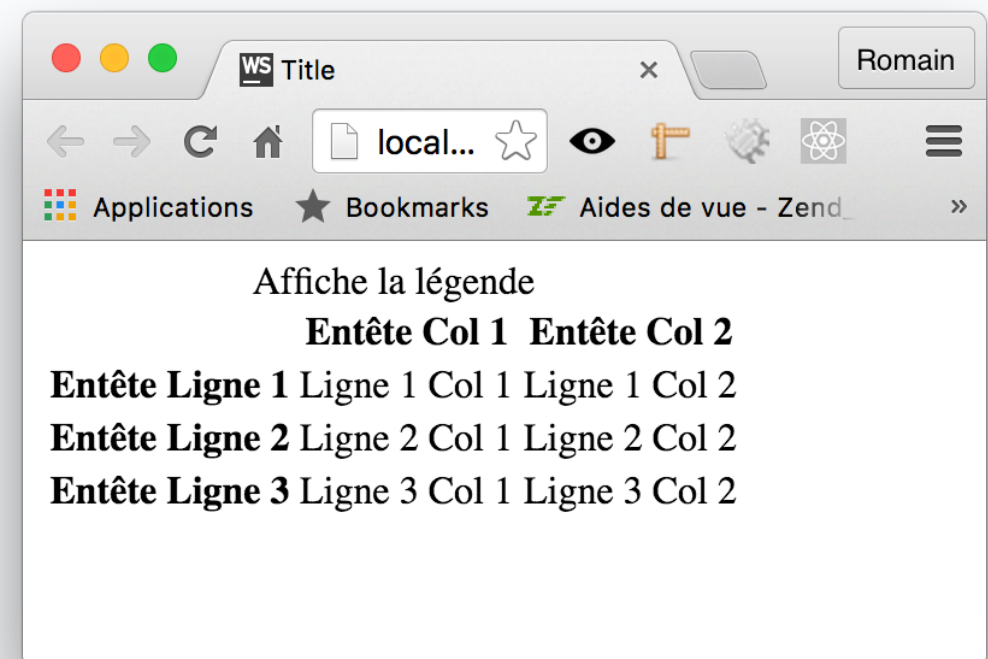 WS Title
Romain
local...
Applications Bookmarks ZF Aides de vue - Zend_ »
Affiche la légende
Entête Col 1 Entête Col 2
Entête Ligne 1 Ligne 1 Col 1 Ligne 1 Col 2
Entête Ligne 2 Ligne 2 Col 1 Ligne 2 Col 2
Entête Ligne 3 Ligne 3 Col 1 Ligne 3 Col 2